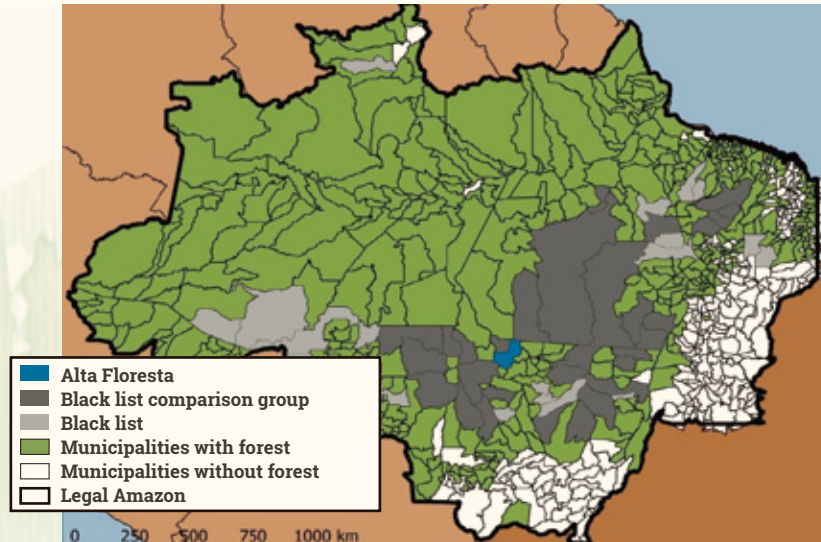 Alta Floresta
Black list comparison group
Black list
Municipalities with forest
Municipalities without forest
Legal Amazon
0 250 500 750 1000 km